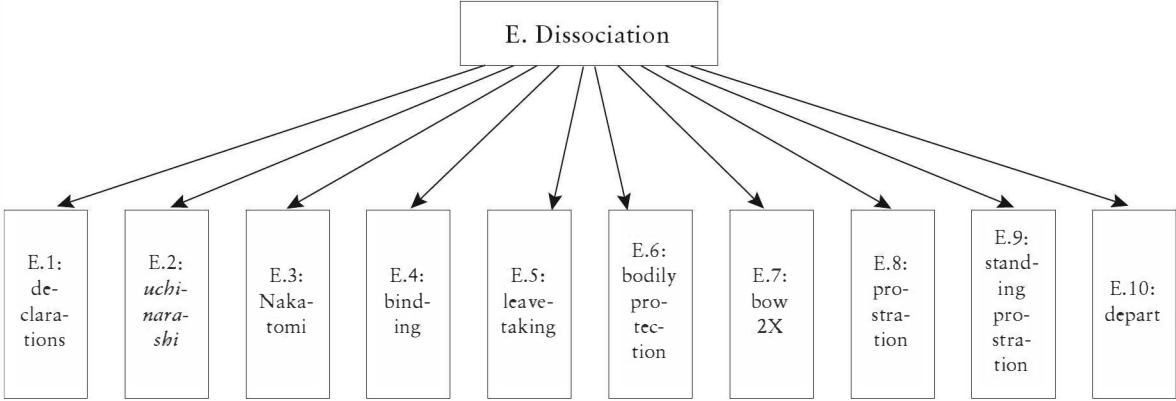 E. Dissociation
E.1:
de-
clara-
tions
E.2:
uchi-
nara-
shi
E.3:
Naka-
tomi
E.4:
bind-
ing
E.5:
leave-
taking
E.6:
bodily
pro-
tec-
tion
E.7:
bow
2X
E.8:
pro-
stra-
tion
E.9:
stand-
ing
pro-
stra-
tion
E.10:
depart